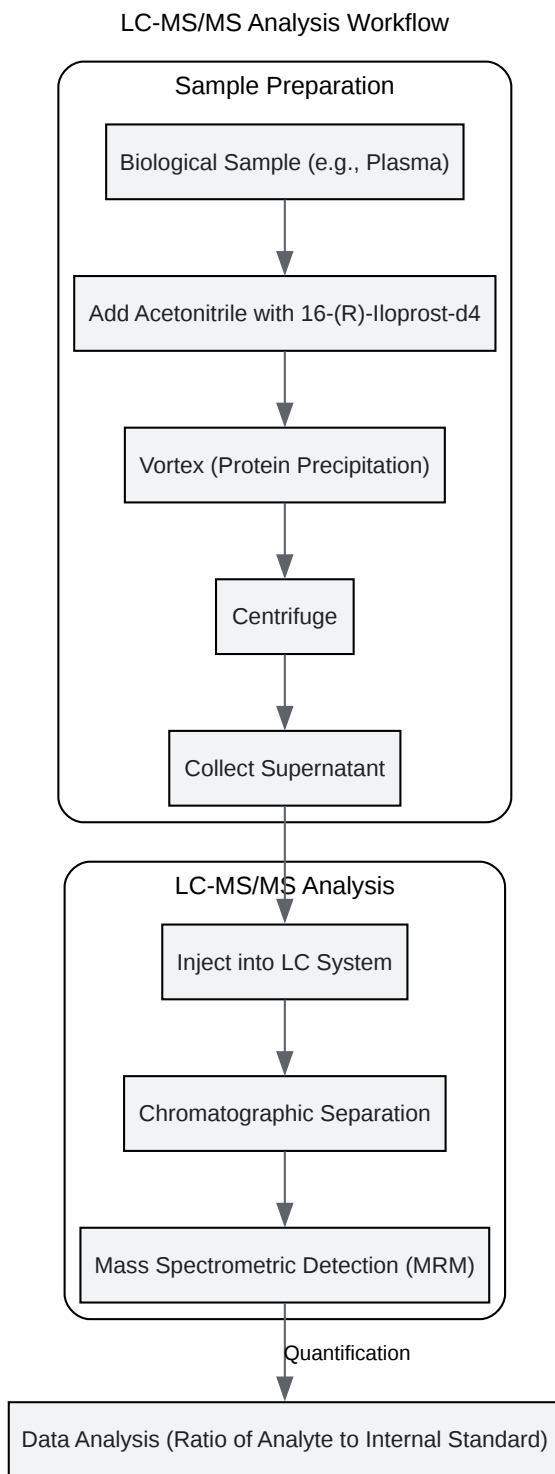 LC-MS/MS Analysis Workflow
Sample Preparation
Biological Sample (e.g., Plasma)
Add Acetonitrile with 16-(R)-Iloprost-d4
Vortex (Protein Precipitation)
Centrifuge
Collect Supernatant
LC-MS/MS Analysis
Inject into LC System
Chromatographic Separation
Mass Spectrometric Detection (MRM)
Quantification
Data Analysis (Ratio of Analyte to Internal Standard)